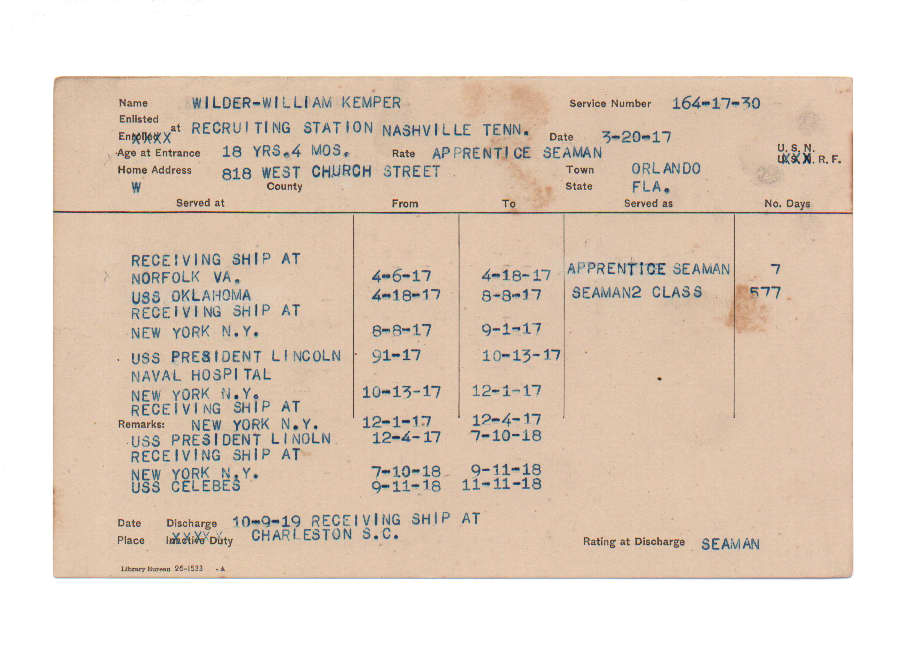 Name WILDER-WILLIAM KEMPER Service Number 164-17-30
Enlisted
Enrolled at RECRUITING STATION NASHVILLE TENN. Date 3-20-17
Age at Entrance 18 YRS.4 MOS. Rate APPRENTICE SEAMAN U. S. N.
U. S. N. R. F.
Home Address 818 WEST CHURCH STREET Town ORLANDO
W County State FLA.
Served at From To Served as No. Days
RECEIVING SHIP AT
NORFOLK VA. 4-6-17 4-18-17 APPRENTICE SEAMAN 7
USS OKLAHOMA 4-18-17 8-8-17 SEAMAN2 CLASS 577
RECEIVING SHIP AT
NEW YORK N.Y. 8-8-17 9-1-17
USS PRESIDENT LINCOLN 91-17 10-13-17
NAVAL HOSPITAL
NEW YORK N.Y. 10-13-17 12-1-17
RECEIVING SHIP AT
Remarks: NEW YORK N.Y. 12-1-17 12-4-17
USS PRESIDENT LINOLN 12-4-17 7-10-18
RECEIVING SHIP AT
NEW YORK N.Y. 7-10-18 9-11-18
USS CELEBES 9-11-18 11-11-18
Date Discharge 10-9-19 RECEIVING SHIP AT
Place Inactive Duty CHARLESTON S.C. Rating at Discharge SEAMAN
Library Bureau 26-1533 -A